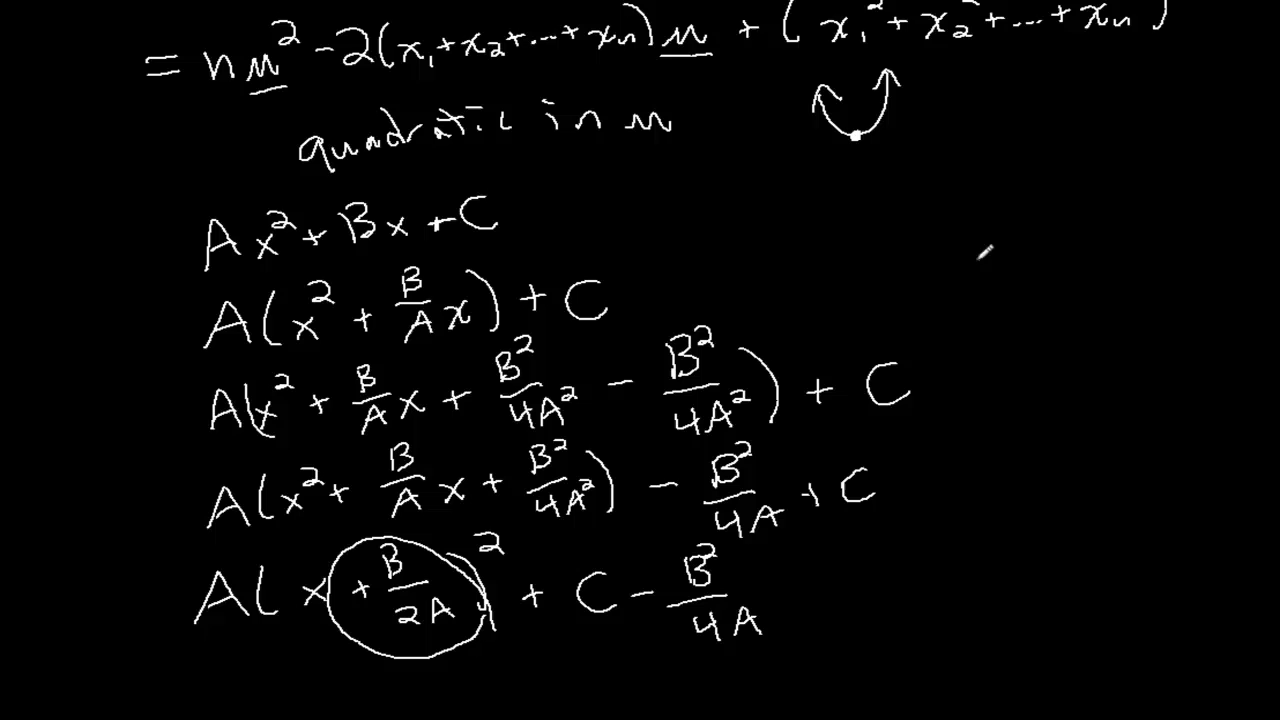 = nm² - 2(x₁+x₂+...+xₙ)m + (x₁²+x₂²+...+xₙ)
quadratic in m
Ax² + Bx + C
A(x² + B/A x) + C
A(x² + B/A x + B²/4A² - B²/4A²) + C
A(x² + B/A x + B²/4A²) - B²/4A + C
A(x + B/2A)² + C - B²/4A